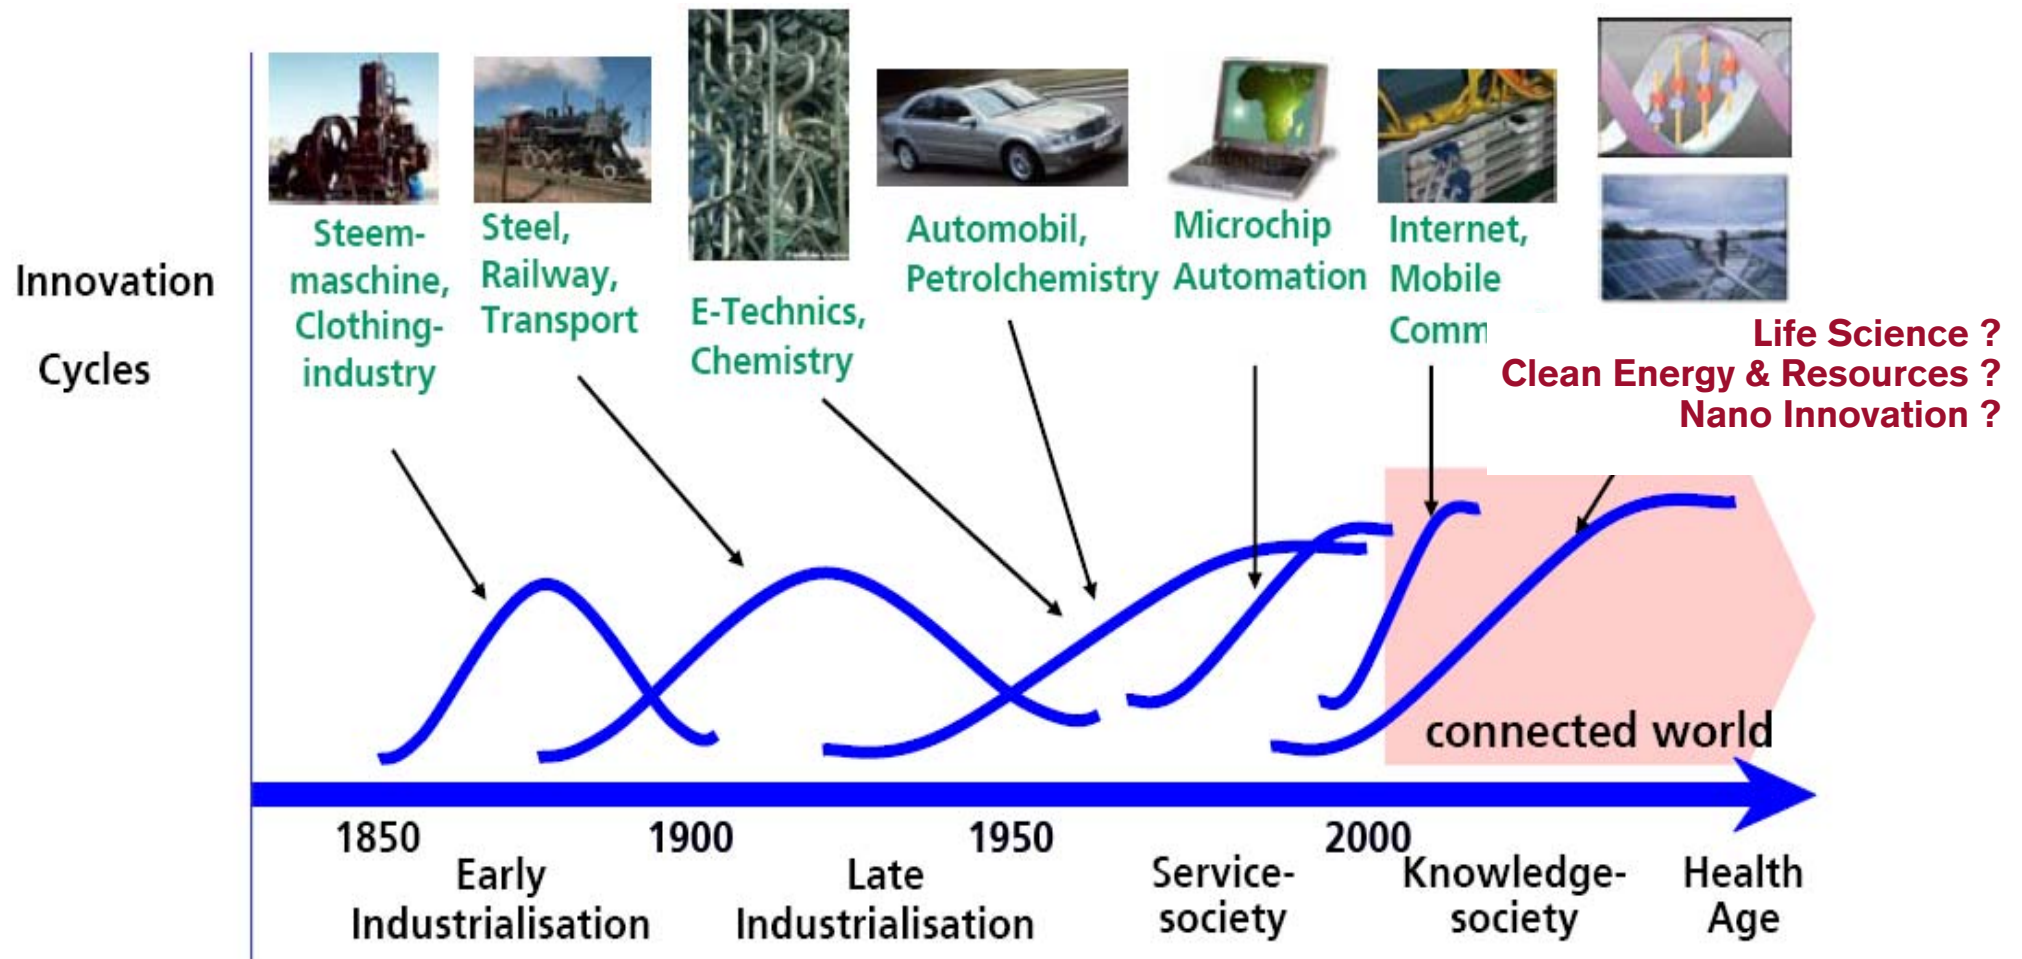 Innovation
Cycles
Steem-
maschine,
Clothing-
industry
Steel,
Railway,
Transport
E-Technics,
Chemistry
Automobil,
Petrolchemistry
Microchip
Automation
Internet,
Mobile
Comm
Life Science ?
Clean Energy & Resources ?
Nano Innovation ?
connected world
1850
1900
1950
2000
Early
Industrialisation
Late
Industrialisation
Service-
society
Knowledge-
society
Health
Age